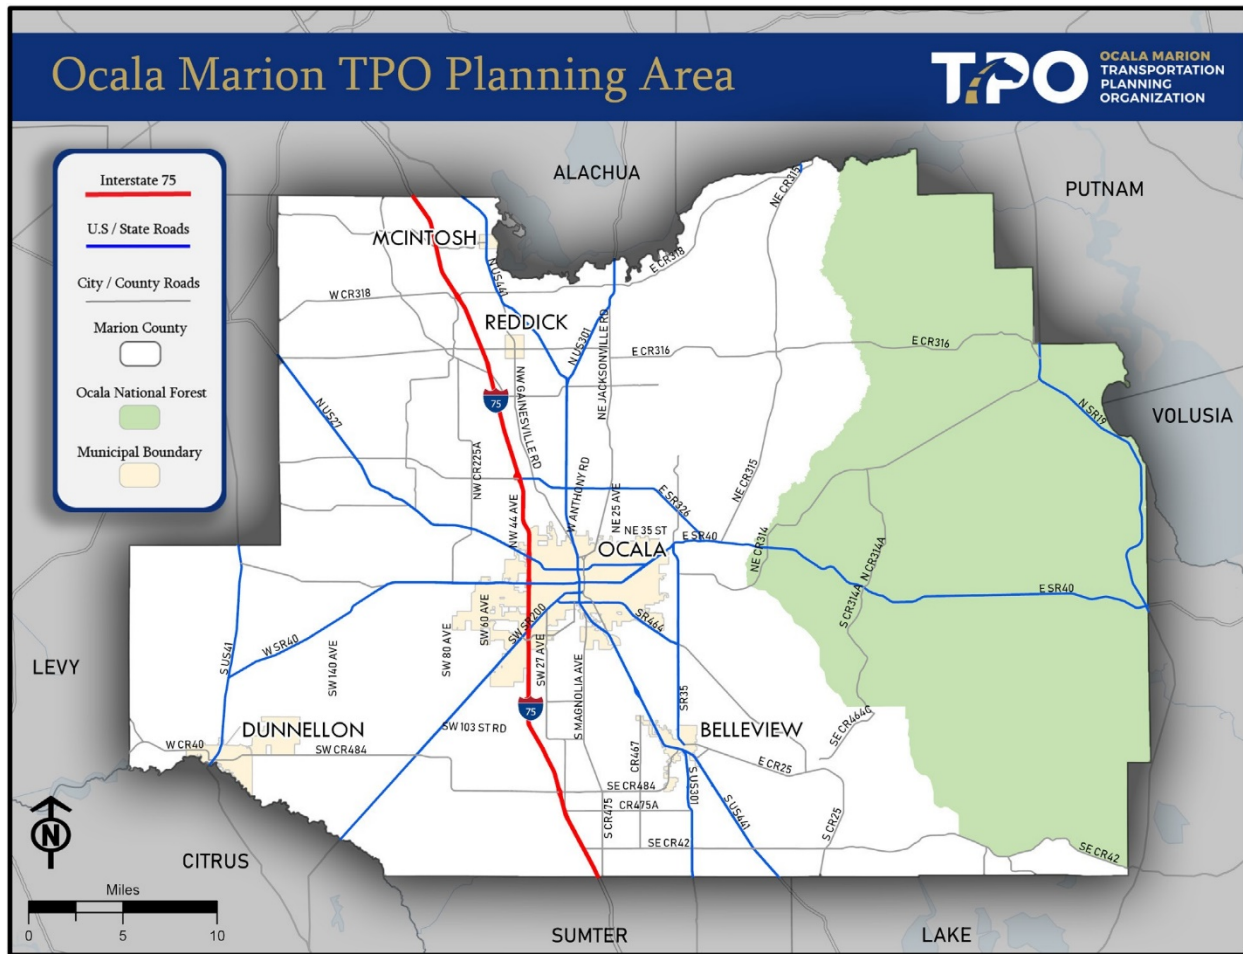 Ocala Marion TPO Planning Area
TPO
OCALA MARION
TRANSPORTATION
PLANNING
ORGANIZATION
Interstate 75
U.S / State Roads
City / County Roads
Marion County
Ocala National Forest
Municipal Boundary
ALACHUA
PUTNAM
VOLUSIA
LEVY
CITRUS
SUMTER
LAKE
MCINTOSH
REDDICK
OCALA
DUNNELLON
BELLEVIEW
NE CR315
E CR318
N US441
W CR318
N US301
NE JACKSONVILLE RD
E CR316
E CR316
N SR19
75
NW GAINESVILLE RD
N US27
NW CR225A
W ANTHONY RD
NE 25 AVE
NE CR315
E SR326
NW 44 AVE
NE 35 ST
E SR40
NE CR314
N CR314A
S CR314A
E SR40
SW 60 AVE
SW SR200
SR464
SW 80 AVE
SW 27 AVE
SW 140 AVE
W SR40
S US41
S MAGNOLIA AVE
SR35
75
SE CR464C
SW 103 ST RD
W CR40
SW CR484
CR467
E CR25
SE CR484
S US301
CR475A
S CR475
S US441
S CR25
SE CR42
SE CR42
N
Miles
0 5 10